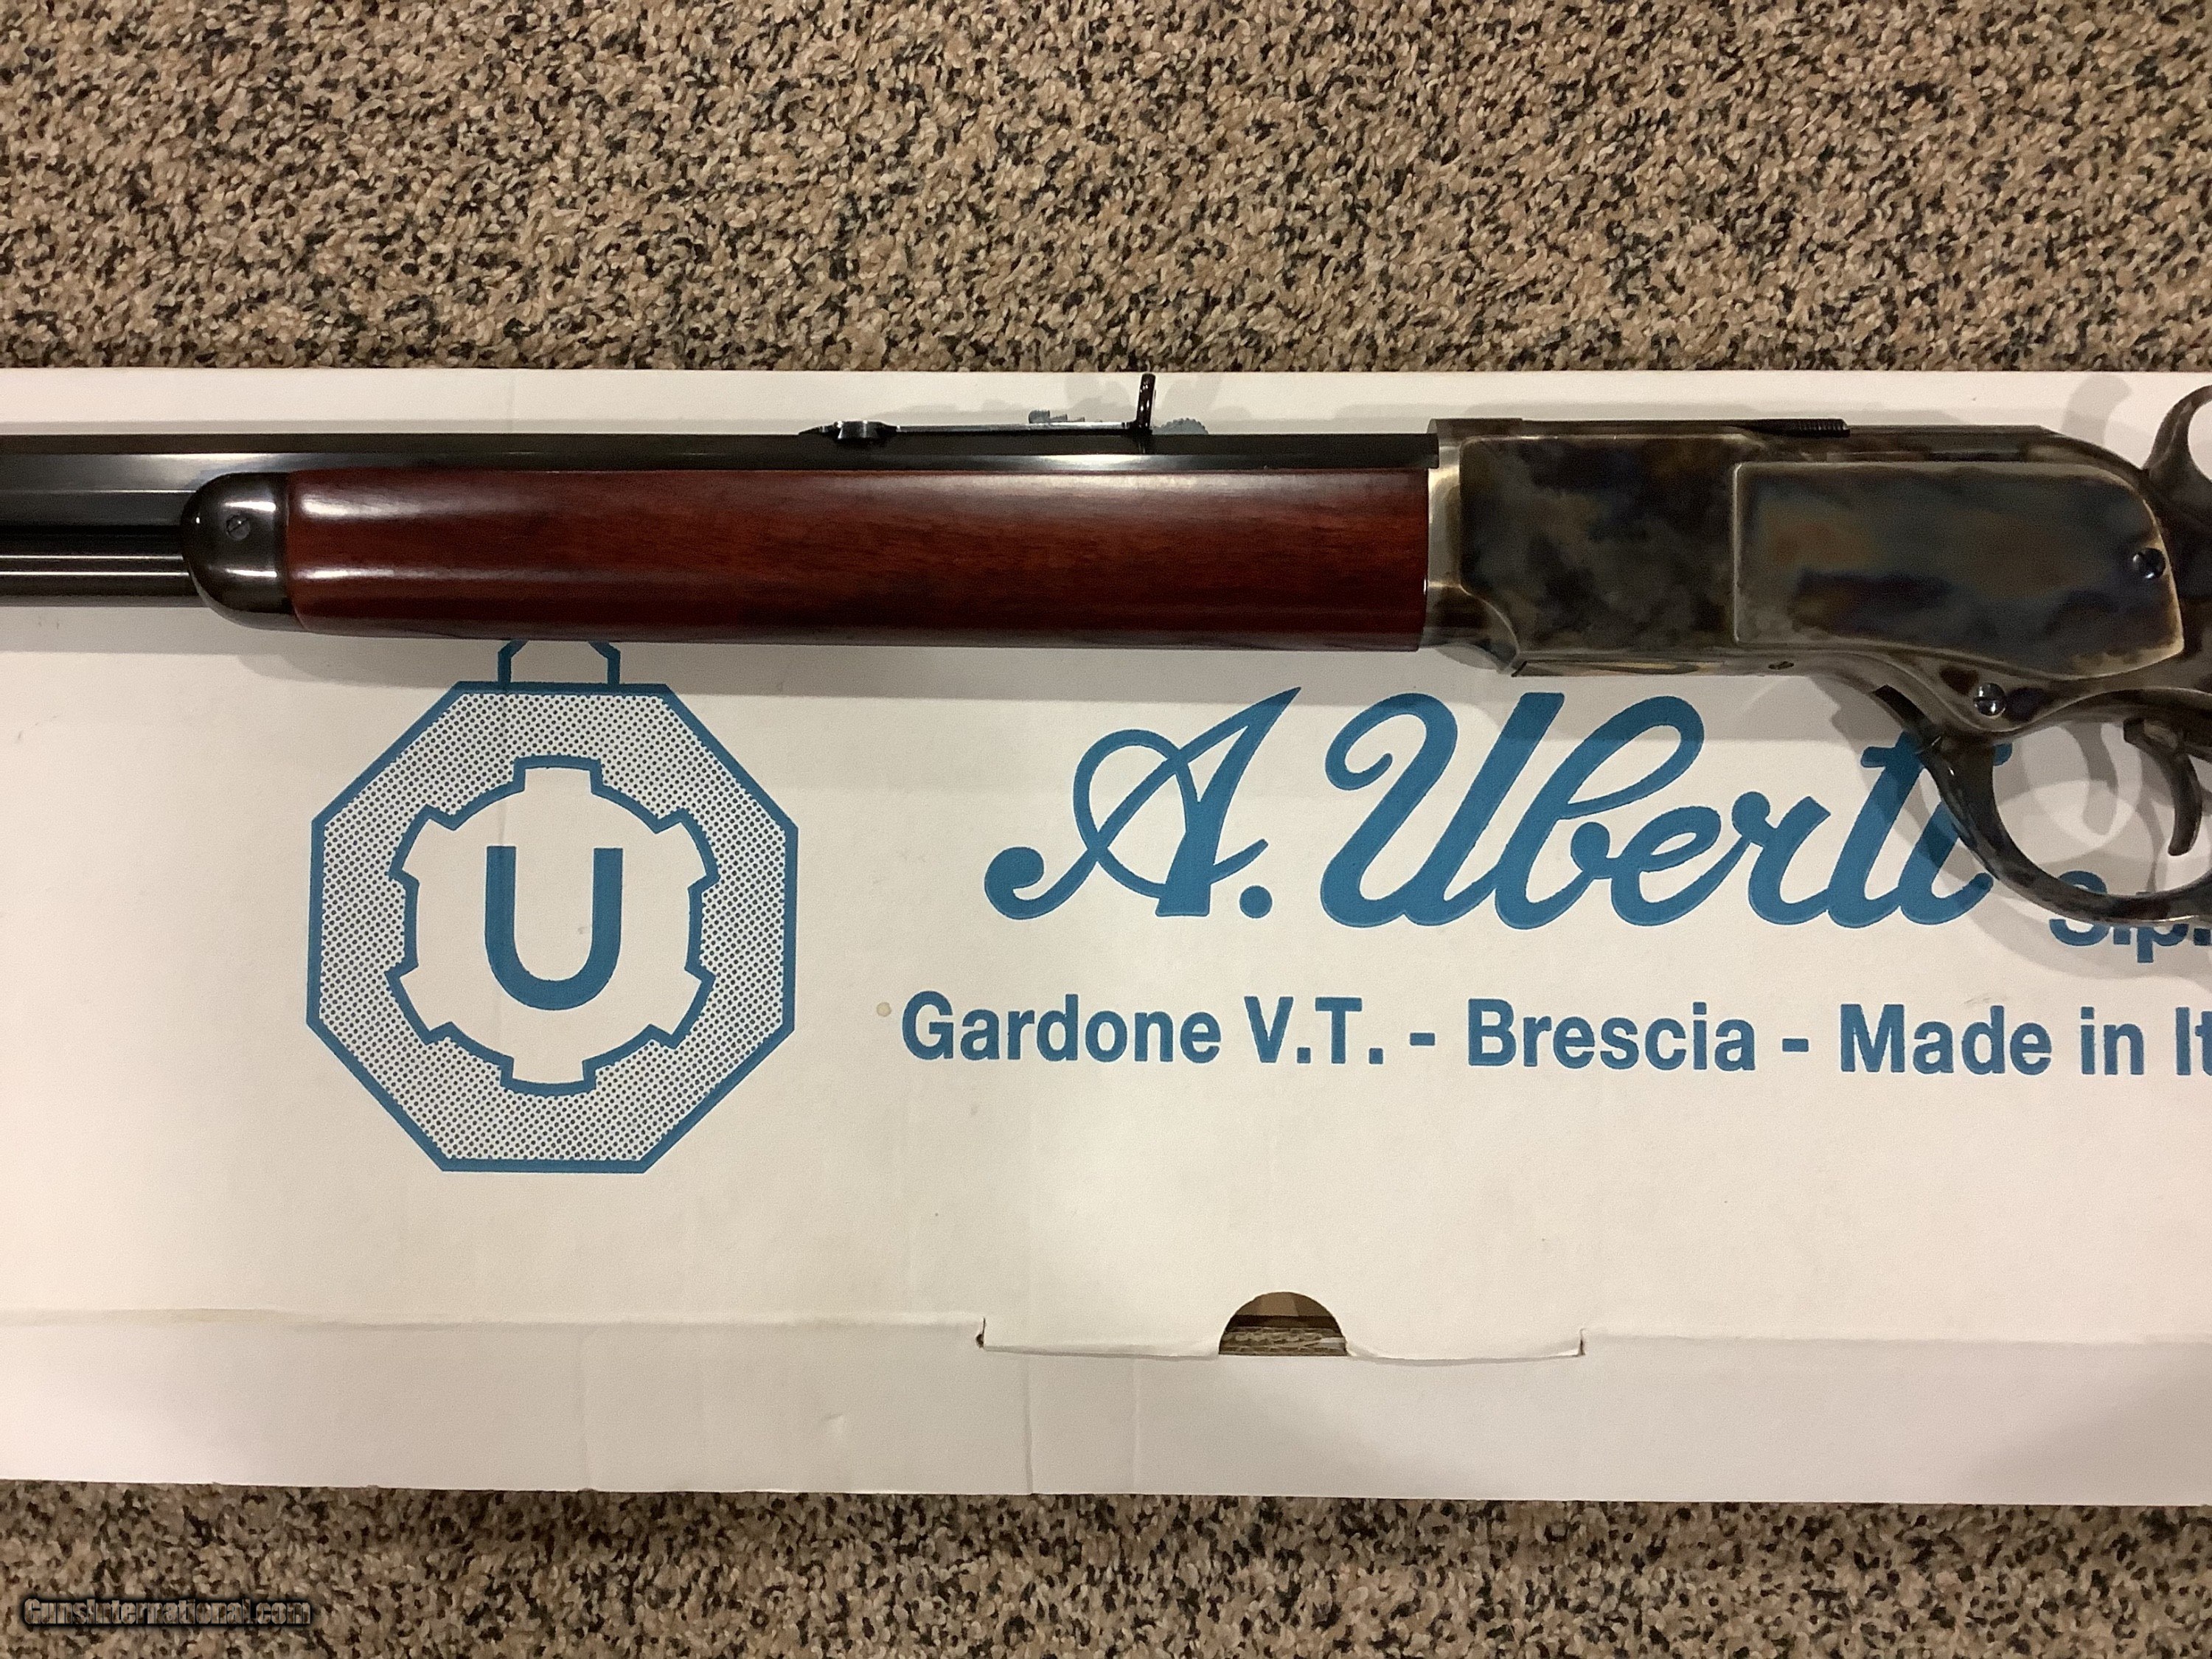 U
A. Uberti S.p.
Gardone V.T. - Brescia - Made in It
GunsInternational.com